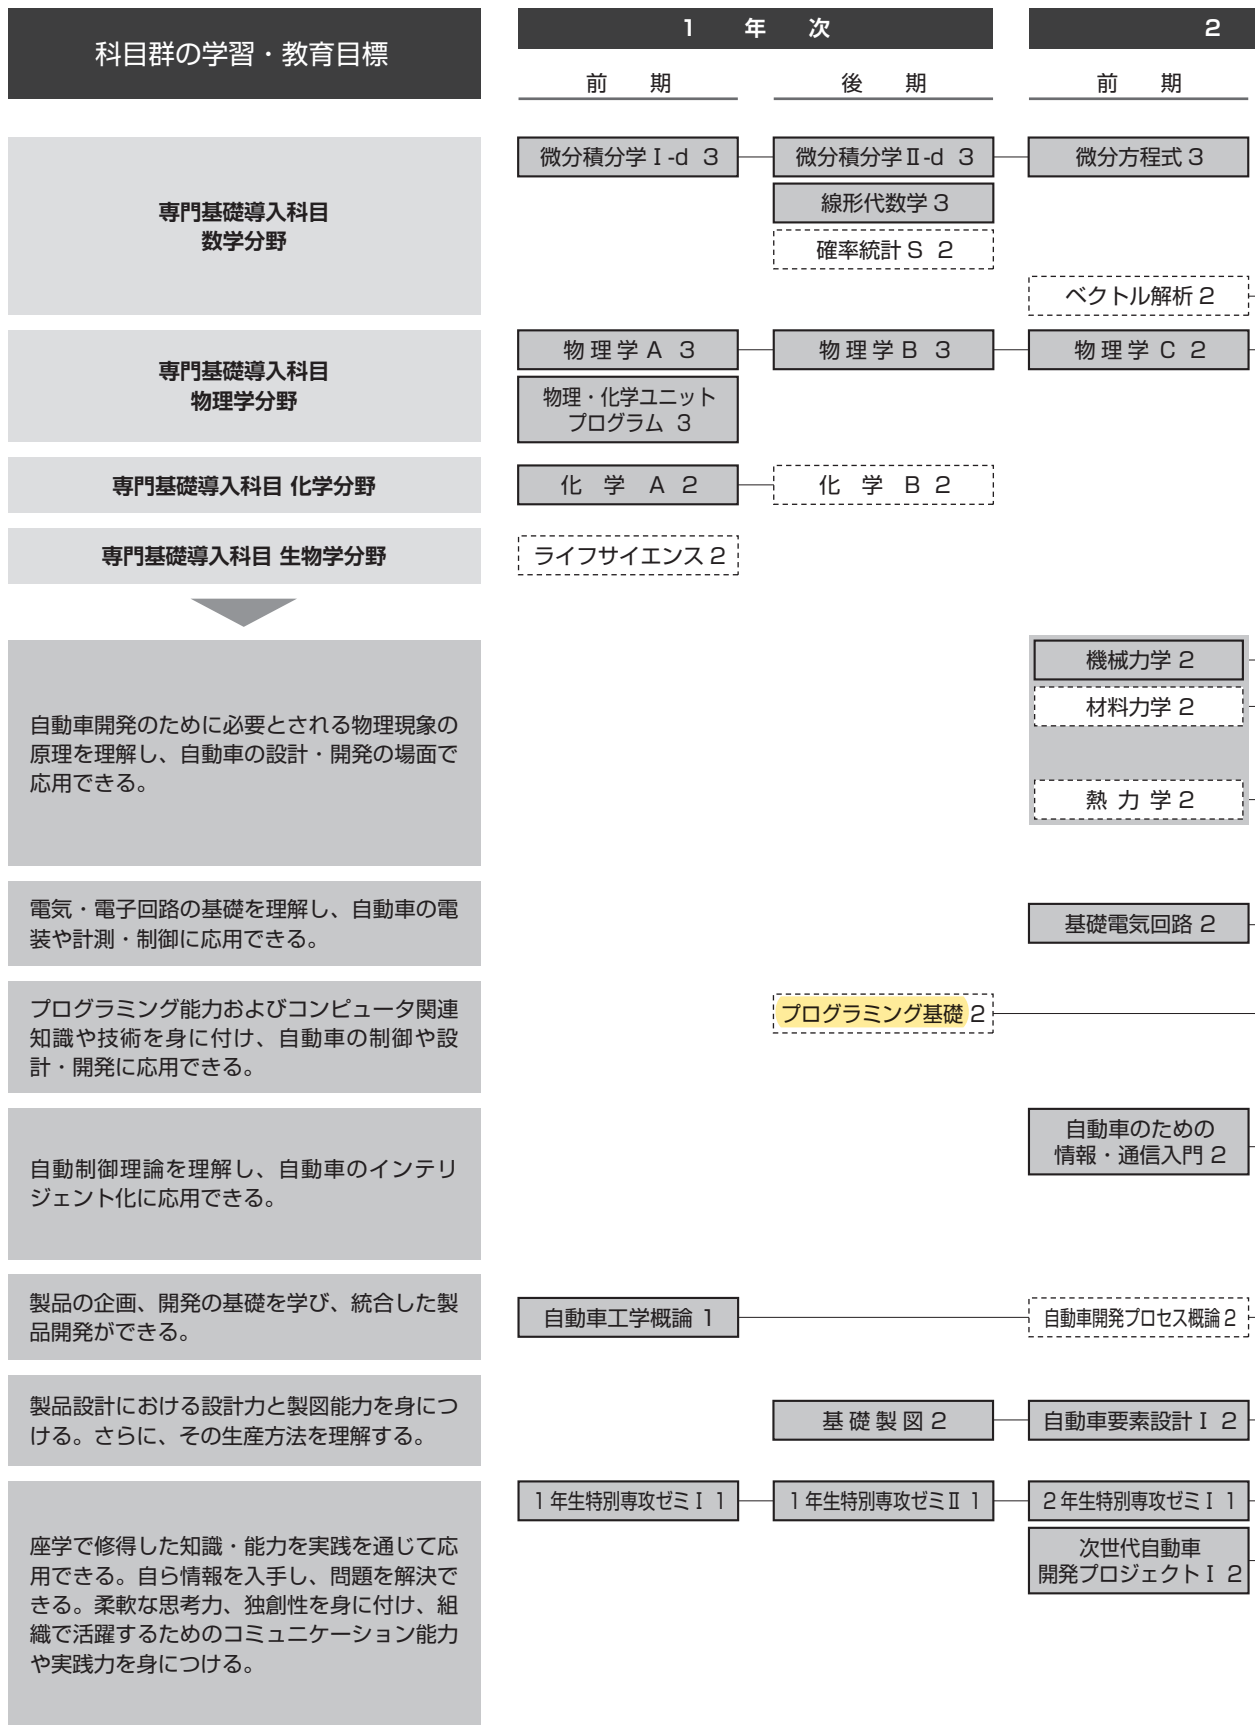 科目群の学習・教育目標
1 年 次
2
前 期
後 期
前 期
専門基礎導入科目
数学分野
微分積分学Ⅰ-d 3
微分積分学Ⅱ-d 3
微分方程式 3
線形代数学 3
確率統計 S 2
ベクトル解析 2
専門基礎導入科目
物理学分野
物理学 A 3
物理学 B 3
物理学 C 2
物理・化学ユニット
プログラム 3
専門基礎導入科目 化学分野
化 学 A 2
化 学 B 2
専門基礎導入科目 生物学分野
ライフサイエンス 2
自動車開発のために必要とされる物理現象の
原理を理解し、自動車の設計・開発の場面で
応用できる。
機械力学 2
材料力学 2
熱 力 学 2
電気・電子回路の基礎を理解し、自動車の電
装や計測・制御に応用できる。
基礎電気回路 2
プログラミング能力およびコンピュータ関連
知識や技術を身に付け、自動車の制御や設
計・開発に応用できる。
プログラミング基礎 2
自動制御理論を理解し、自動車のインテリ
ジェント化に応用できる。
自動車のための
情報・通信入門 2
製品の企画、開発の基礎を学び、統合した製
品開発ができる。
自動車工学概論 1
自動車開発プロセス概論 2
製品設計における設計力と製図能力を身につ
ける。さらに、その生産方法を理解する。
基 礎 製 図 2
自動車要素設計Ⅰ 2
座学で修得した知識・能力を実践を通じて応
用できる。自ら情報を入手し、問題を解決で
きる。柔軟な思考力、独創性を身に付け、組
織で活躍するためのコミュニケーション能力
や実践力を身につける。
1年生特別専攻ゼミⅠ 1
1年生特別専攻ゼミⅡ 1
2年生特別専攻ゼミⅠ 1
次世代自動車
開発プロジェクトⅠ 2